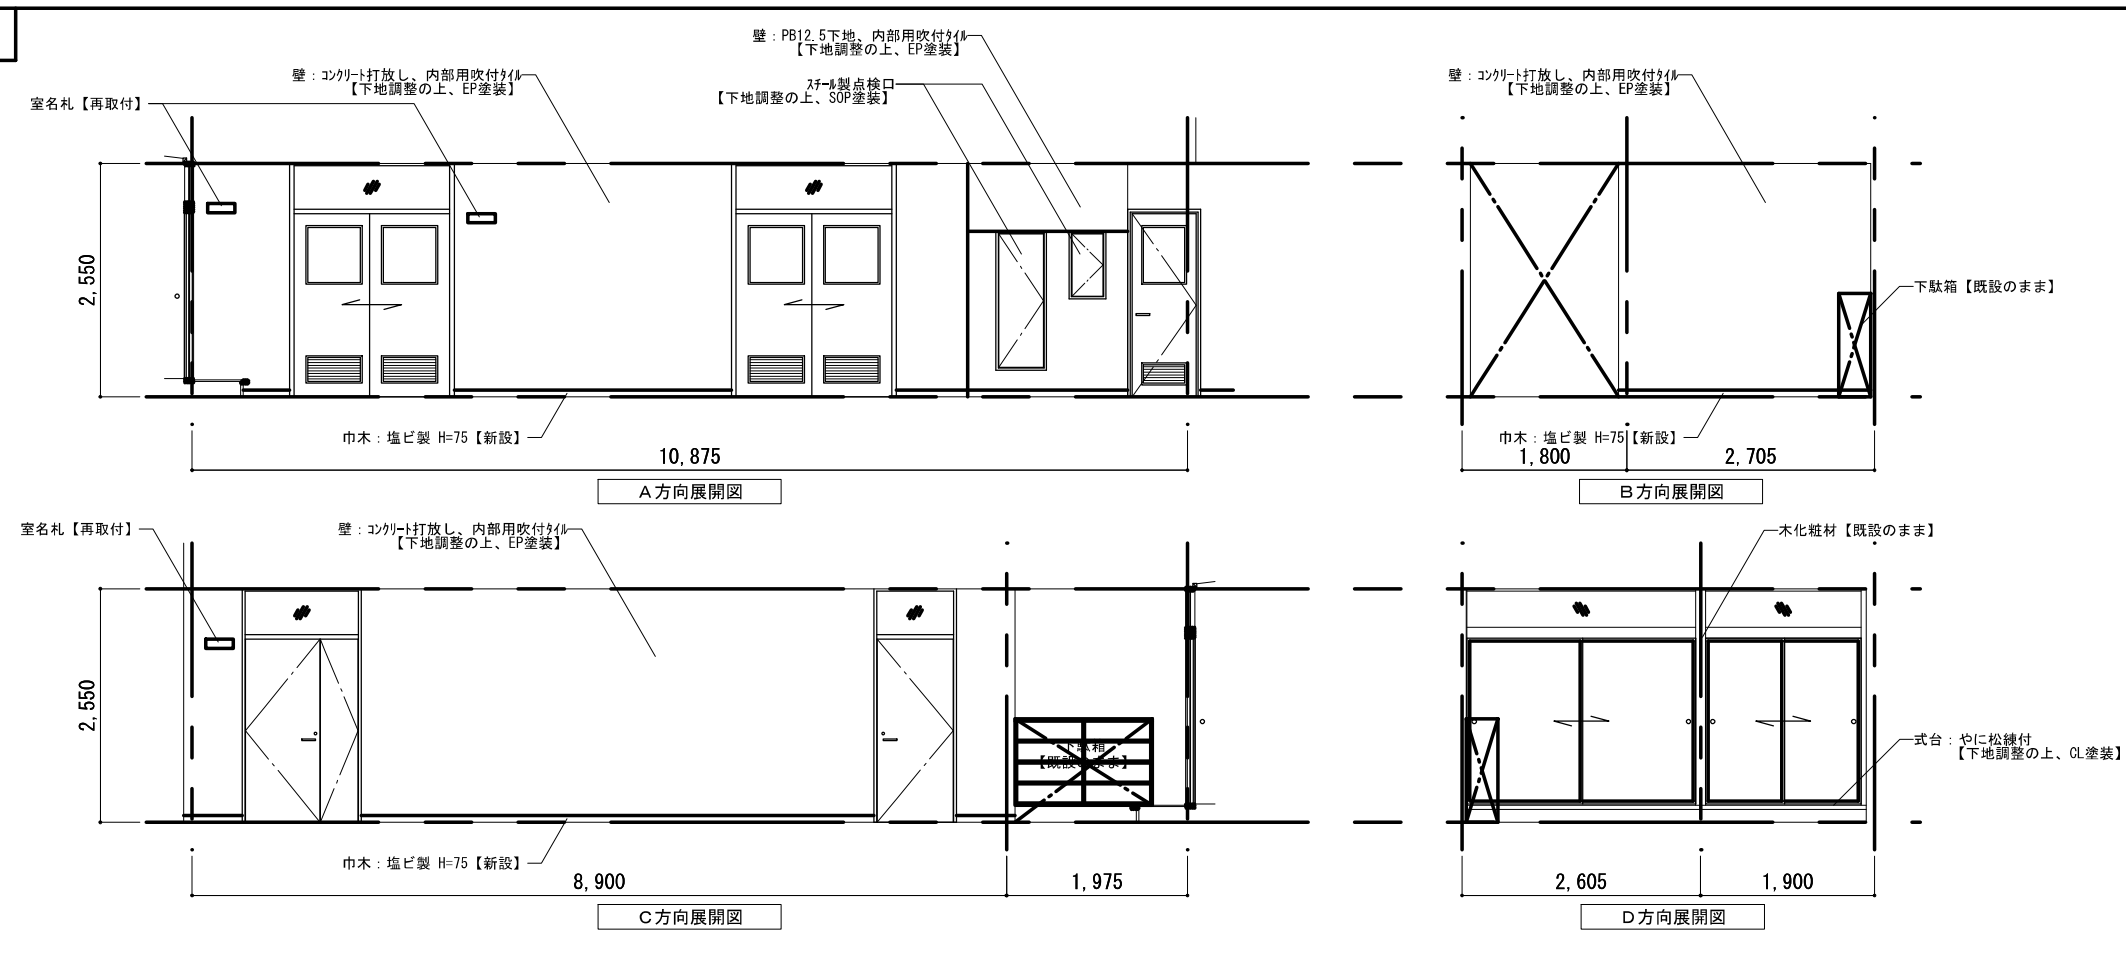 壁：PB12.5下地、内部用吹付ﾀｲﾙ
【下地調整の上、EP塗装】
壁：ｺﾝｸﾘｰﾄ打放し、内部用吹付ﾀｲﾙ
【下地調整の上、EP塗装】
ｽﾁｰﾙ製点検口
【下地調整の上、SOP塗装】
室名札【再取付】
2,550
巾木：塩ビ製 H=75【新設】
10,875
A方向展開図
壁：ｺﾝｸﾘｰﾄ打放し、内部用吹付ﾀｲﾙ
【下地調整の上、EP塗装】
下駄箱【既設のまま】
巾木：塩ビ製 H=75【新設】
1,800
2,705
B方向展開図
室名札【再取付】
壁：ｺﾝｸﾘｰﾄ打放し、内部用吹付ﾀｲﾙ
【下地調整の上、EP塗装】
2,550
下駄箱
【既設のまま】
巾木：塩ビ製 H=75【新設】
8,900
1,975
C方向展開図
木化粧材【既設のまま】
式台：やに松練付
【下地調整の上、CL塗装】
2,605
1,900
D方向展開図